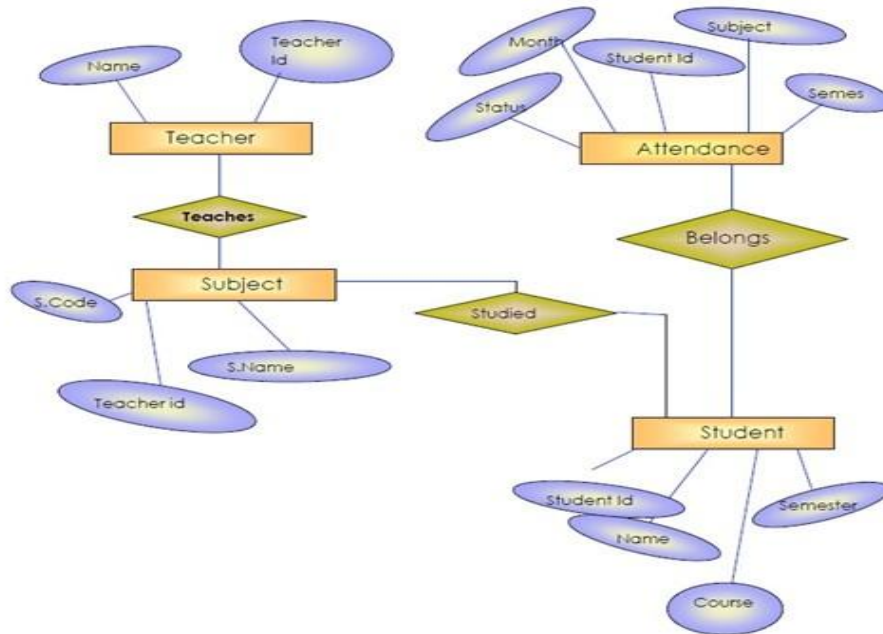 Name
Teacher
Id
Teacher
Teaches
Subject
S.Code
Teacher id
S.Name
Studied
Month
Student Id
Subject
Status
Semes
Attendance
Belongs
Student
Student Id
Name
Semester
Course